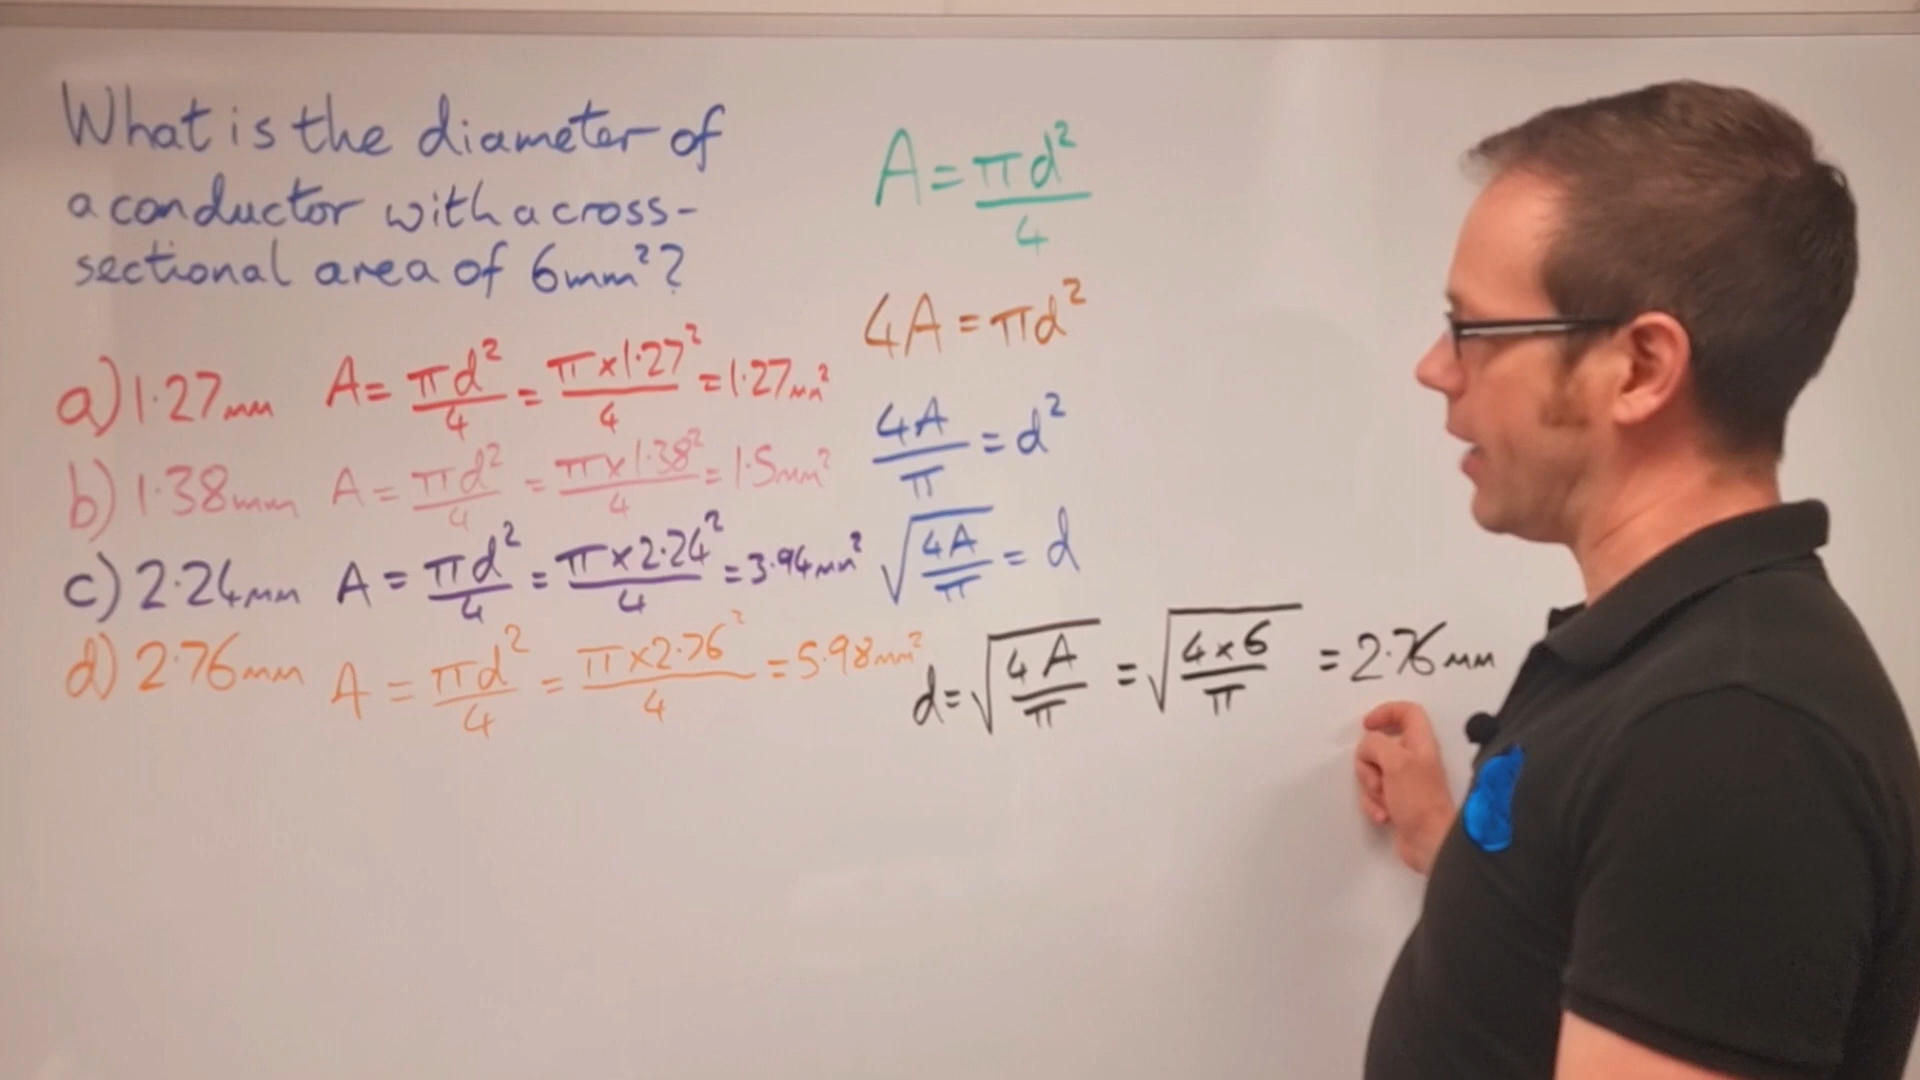 What is the diameter of
a conductor with a cross-
sectional area of 6mm²?
a) 1.27mm A = πd²/4 = π×1.27²/4 = 1.27mm²
b) 1.38mm A = πd²/4 = π×1.38²/4 = 1.5mm²
c) 2.24mm A = πd²/4 = π×2.24²/4 = 3.94mm²
d) 2.76mm A = πd²/4 = π×2.76²/4 = 5.98mm²
A = πd²/4
4A = πd²
4A/π = d²
√(4A/π) = d
d = √(4A/π) = √(4×6/π) = 2.76mm